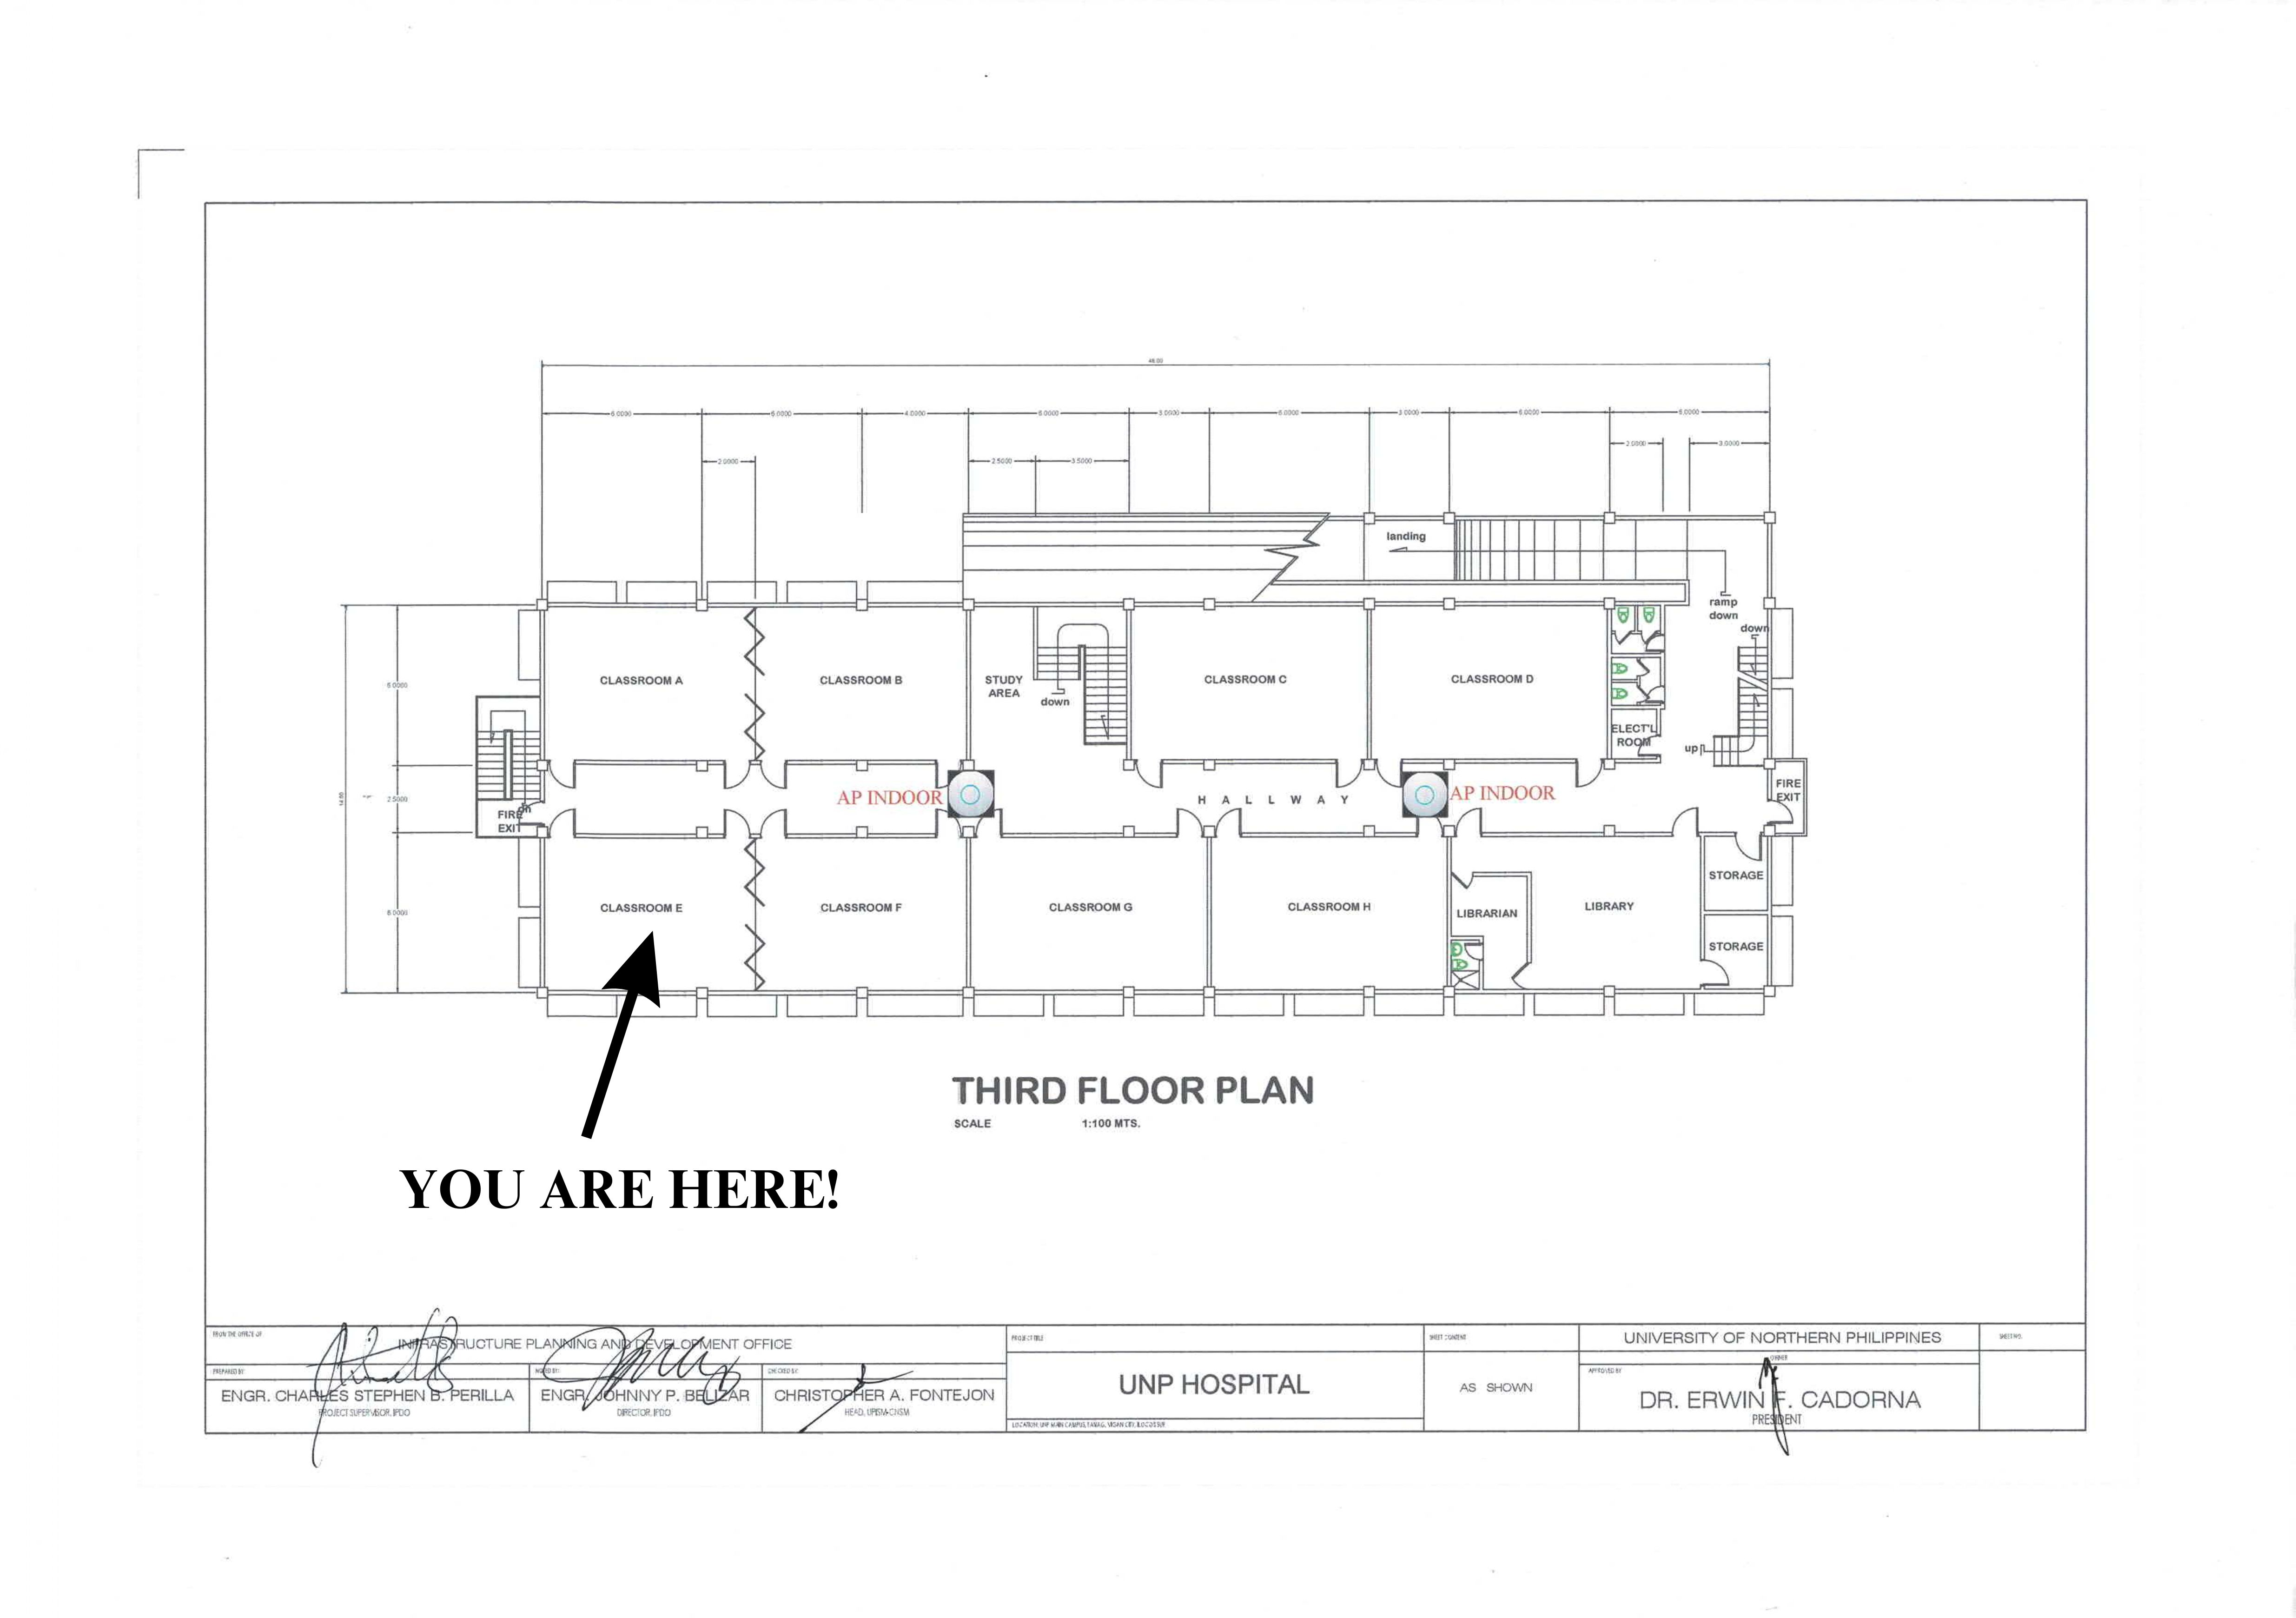 48.00
6.0000 6.0000 4.0000 6.0000 3.0000 6.0000 3.0000 6.0000 6.0000
2.0000 3.0000
2.0000 2.5000 3.5000
landing
ramp
down
down
CLASSROOM A
CLASSROOM B
STUDY
AREA
down
CLASSROOM C
CLASSROOM D
6.0000
ELECT'L
ROOM
up
FIRE
EXIT
AP INDOOR
HALLWAY
AP INDOOR
14.50
2.5000
dn
FIRE
EXIT
STORAGE
CLASSROOM E
CLASSROOM F
CLASSROOM G
CLASSROOM H
LIBRARIAN
LIBRARY
6.0000
STORAGE
THIRD FLOOR PLAN
SCALE 1:100 MTS.
YOU ARE HERE!
FROM THE OFFICE OF
INFRASTRUCTURE PLANNING AND DEVELOPMENT OFFICE
PREPARED BY:
ENGR. CHARLES STEPHEN B. PERILLA
PROJECT SUPERVISOR, IPDO
NOTED BY:
ENGR. JOHNNY P. BELIZAR
DIRECTOR, IPDO
CHECKED BY:
CHRISTOPHER A. FONTEJON
HEAD, UPISM-CNSM
PROJECT TITLE
UNP HOSPITAL
LOCATION: UNP MAIN CAMPUS, TAMAG, VIGAN CITY, ILOCOS SUR
SHEET CONTENT
AS SHOWN
UNIVERSITY OF NORTHERN PHILIPPINES
OWNER
APPROVED BY
DR. ERWIN F. CADORNA
PRESIDENT
SHEET NO.